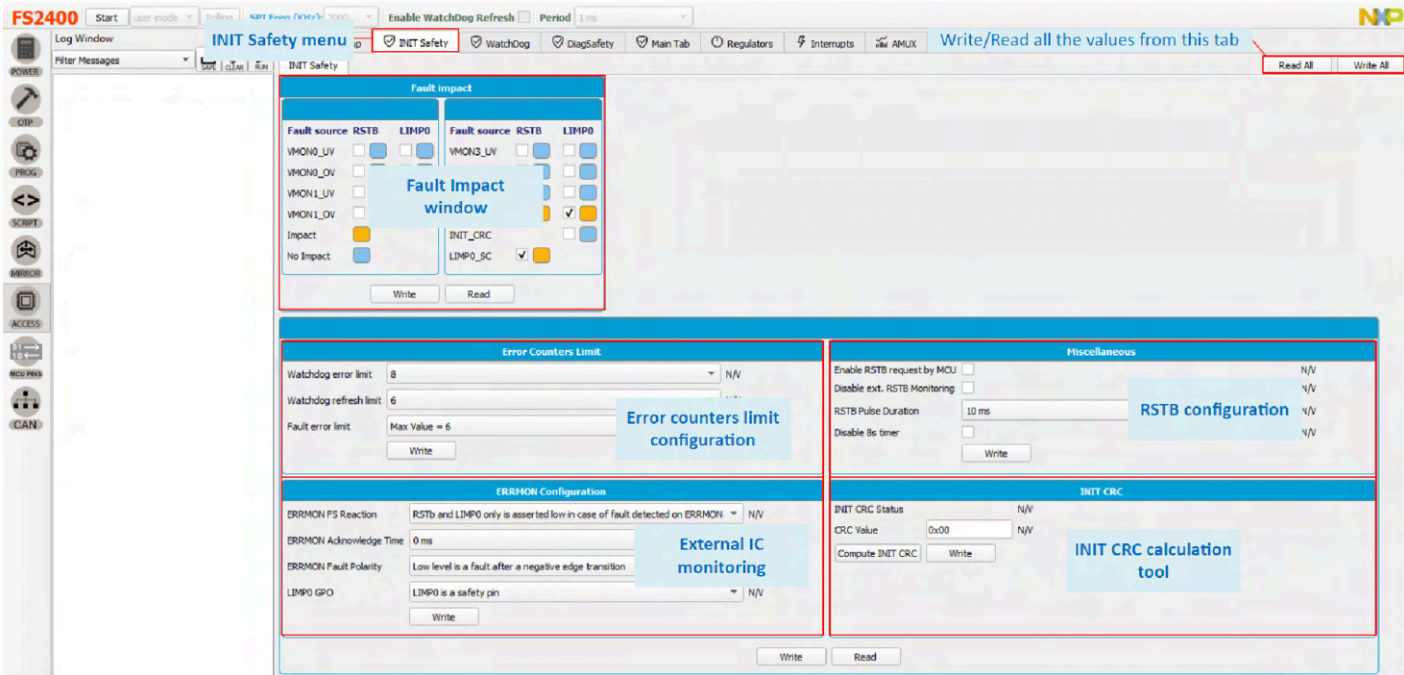 FS2400 Start user-mode Polling SPI Freq (KHz): 2000 Enable WatchDog Refresh Period 1 ms NXP
Log Window INIT Safety menu INIT Safety WatchDog DiagSafety Main Tab Regulators Interrupts AMUX Write/Read all the values from this tab
Filter Messages SAVE CLEAR RUN INIT Safety Read All Write All
POWER
OTP
PROG
SCRIPT
MIRROR
ACCESS
MCU PINS
CAN
Fault impact
Fault source RSTB LIMP0 Fault source RSTB LIMP0
VMON0_UV VMON3_UV
VMON0_OV
VMON1_UV
VMON1_OV
Fault Impact
window
Impact INIT_CRC
No Impact LIMP0_SC
Write Read
Error Counters Limit
Watchdog error limit 8 N/V
Watchdog refresh limit 6
Fault error limit Max Value = 6
Write
Error counters limit
configuration
Miscellaneous
Enable RSTB request by MCU N/V
Disable ext. RSTB Monitoring N/V
RSTB Pulse Duration 10 ms N/V
Disable 8s timer N/V
Write
RSTB configuration
ERRMON Configuration
ERRMON FS Reaction RSTb and LIMP0 only is asserted low in case of fault detected on ERRMON N/V
ERRMON Acknowledge Time 0 ms
ERRMON Fault Polarity Low level is a fault after a negative edge transition
LIMP0 GPO LIMP0 is a safety pin N/V
Write
External IC
monitoring
INIT CRC
INIT CRC Status N/V
CRC Value 0x00 N/V
Compute INIT CRC Write
INIT CRC calculation
tool
Write Read